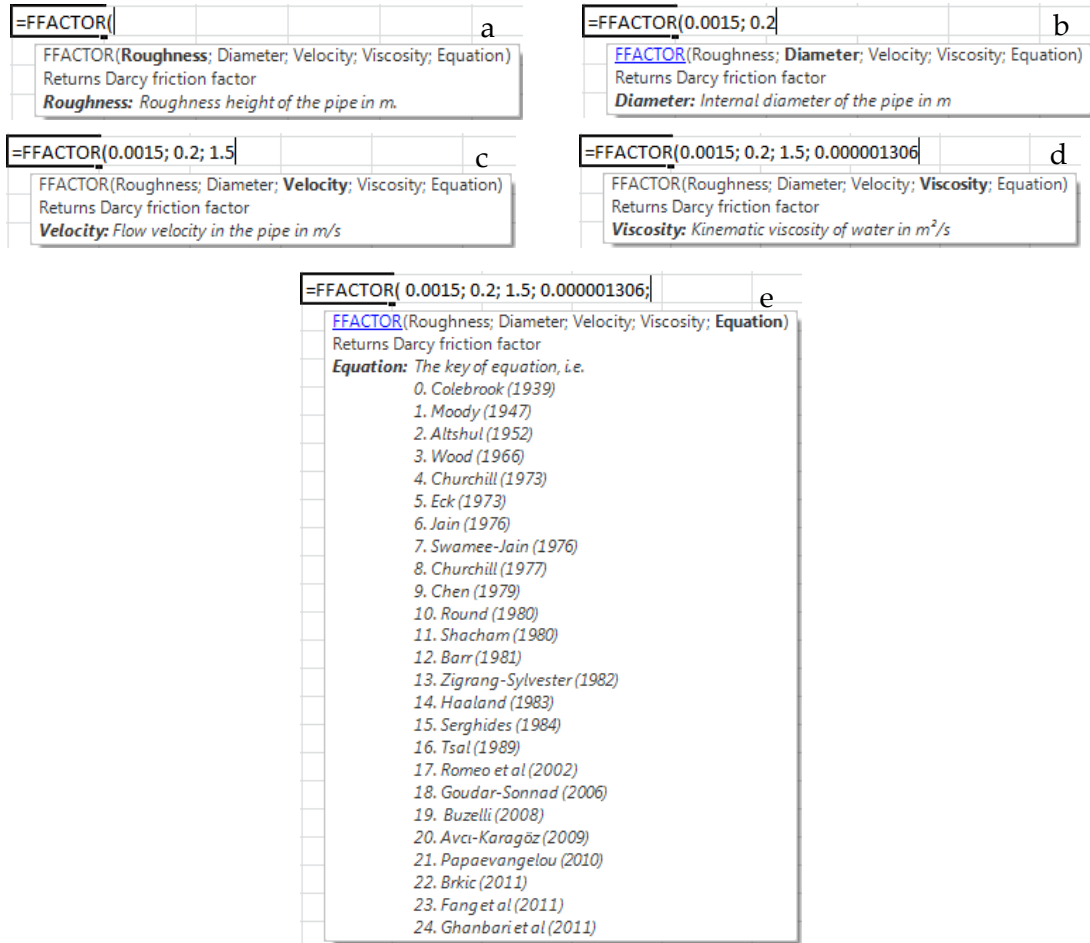 =FFACTOR(
a
FFACTOR(Roughness; Diameter; Velocity; Viscosity; Equation)
Returns Darcy friction factor
Roughness: Roughness height of the pipe in m.
=FFACTOR(0.0015; 0.2
b
FFACTOR(Roughness; Diameter; Velocity; Viscosity; Equation)
Returns Darcy friction factor
Diameter: Internal diameter of the pipe in m
=FFACTOR(0.0015; 0.2; 1.5
c
FFACTOR(Roughness; Diameter; Velocity; Viscosity; Equation)
Returns Darcy friction factor
Velocity: Flow velocity in the pipe in m/s
=FFACTOR(0.0015; 0.2; 1.5; 0.000001306
d
FFACTOR(Roughness; Diameter; Velocity; Viscosity; Equation)
Returns Darcy friction factor
Viscosity: Kinematic viscosity of water in m²/s
=FFACTOR( 0.0015; 0.2; 1.5; 0.000001306;
e
FFACTOR(Roughness; Diameter; Velocity; Viscosity; Equation)
Returns Darcy friction factor
Equation: The key of equation, i.e.
0. Colebrook (1939)
1. Moody (1947)
2. Altshul (1952)
3. Wood (1966)
4. Churchill (1973)
5. Eck (1973)
6. Jain (1976)
7. Swamee-Jain (1976)
8. Churchill (1977)
9. Chen (1979)
10. Round (1980)
11. Shacham (1980)
12. Barr (1981)
13. Zigrang-Sylvester (1982)
14. Haaland (1983)
15. Serghides (1984)
16. Tsal (1989)
17. Romeo et al (2002)
18. Goudar-Sonnad (2006)
19. Buzelli (2008)
20. Avcı-Karagöz (2009)
21. Papaevangelou (2010)
22. Brkic (2011)
23. Fang et al (2011)
24. Ghanbari et al (2011)